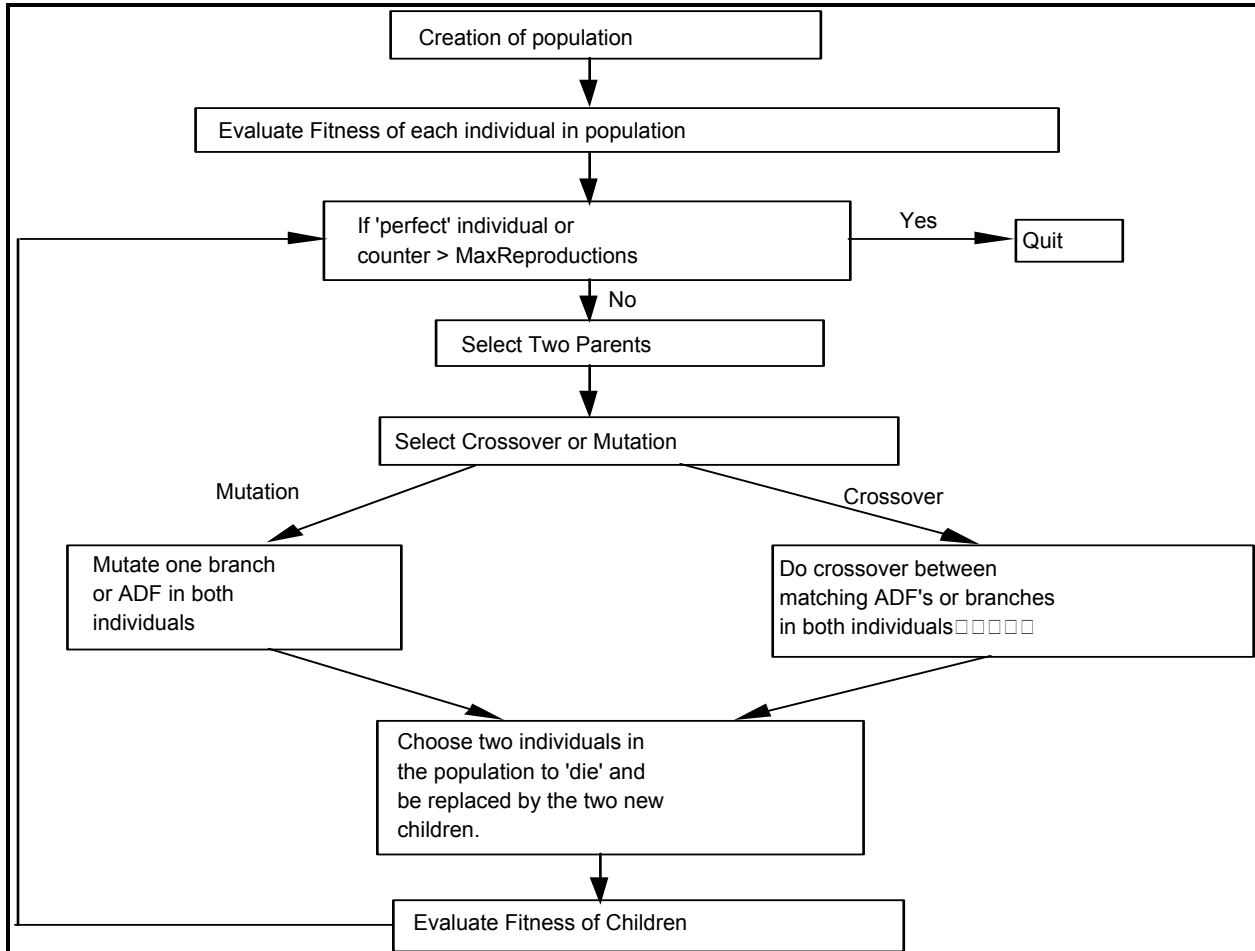 Creation of population
Evaluate Fitness of each individual in population
If 'perfect' individual or
counter > MaxReproductions
Yes
Quit
No
Select Two Parents
Select Crossover or Mutation
Mutation
Crossover
Mutate one branch
or ADF in both
individuals
Do crossover between
matching ADF's or branches
in both individuals□□□□□
Choose two individuals in
the population to 'die' and
be replaced by the two new
children.
Evaluate Fitness of Children